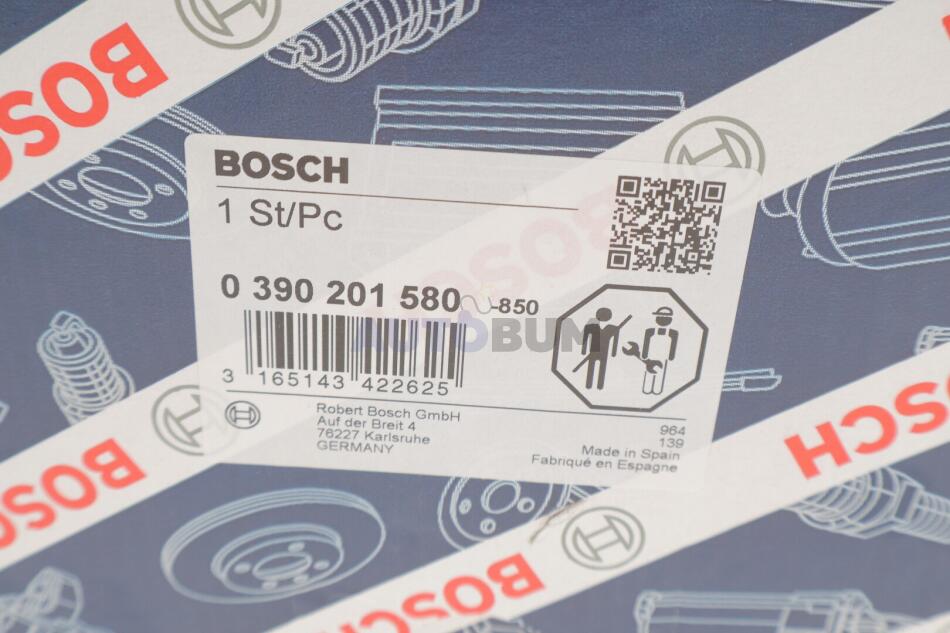 BOSCH
BOSCH
1 St/Pc
0 390 201 580 -850
AUTOBUM
3 165143 422625
Robert Bosch GmbH
Auf der Breit 4
76227 Karlsruhe
GERMANY
964
139
Made in Spain
Fabriqué en Espagne
BOSCH
BOSCH
BOSCH
BOSCH